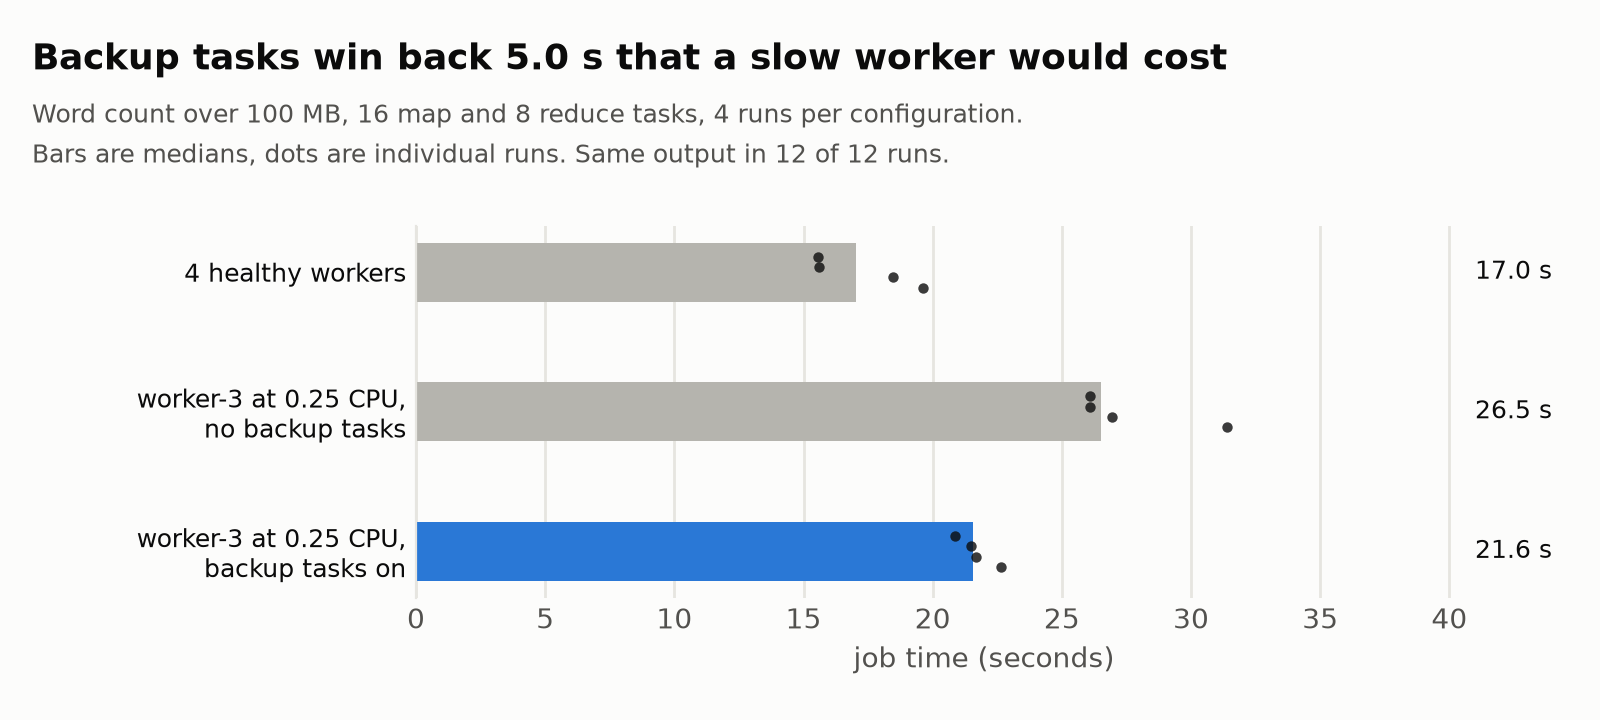 Backup tasks win back 5.0 s that a slow worker would cost
Word count over 100 MB, 16 map and 8 reduce tasks, 4 runs per configuration.
Bars are medians, dots are individual runs. Same output in 12 of 12 runs.
4 healthy workers
17.0 s
worker-3 at 0.25 CPU,
no backup tasks
26.5 s
worker-3 at 0.25 CPU,
backup tasks on
21.6 s
0 5 10 15 20 25 30 35 40
job time (seconds)